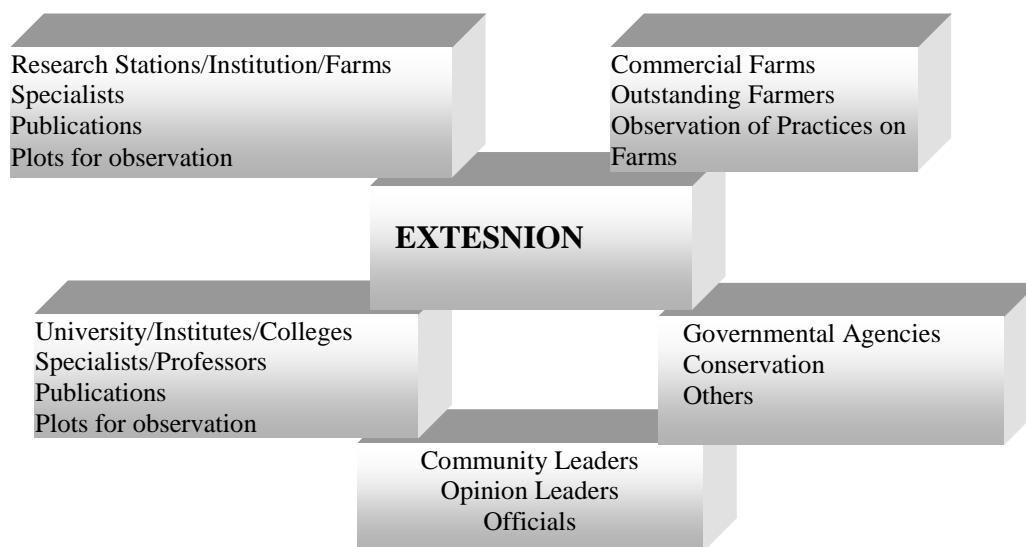 Research Stations/Institution/Farms
Specialists
Publications
Plots for observation
Commercial Farms
Outstanding Farmers
Observation of Practices on
Farms
EXTESNION
University/Institutes/Colleges
Specialists/Professors
Publications
Plots for observation
Governmental Agencies
Conservation
Others
Community Leaders
Opinion Leaders
Officials